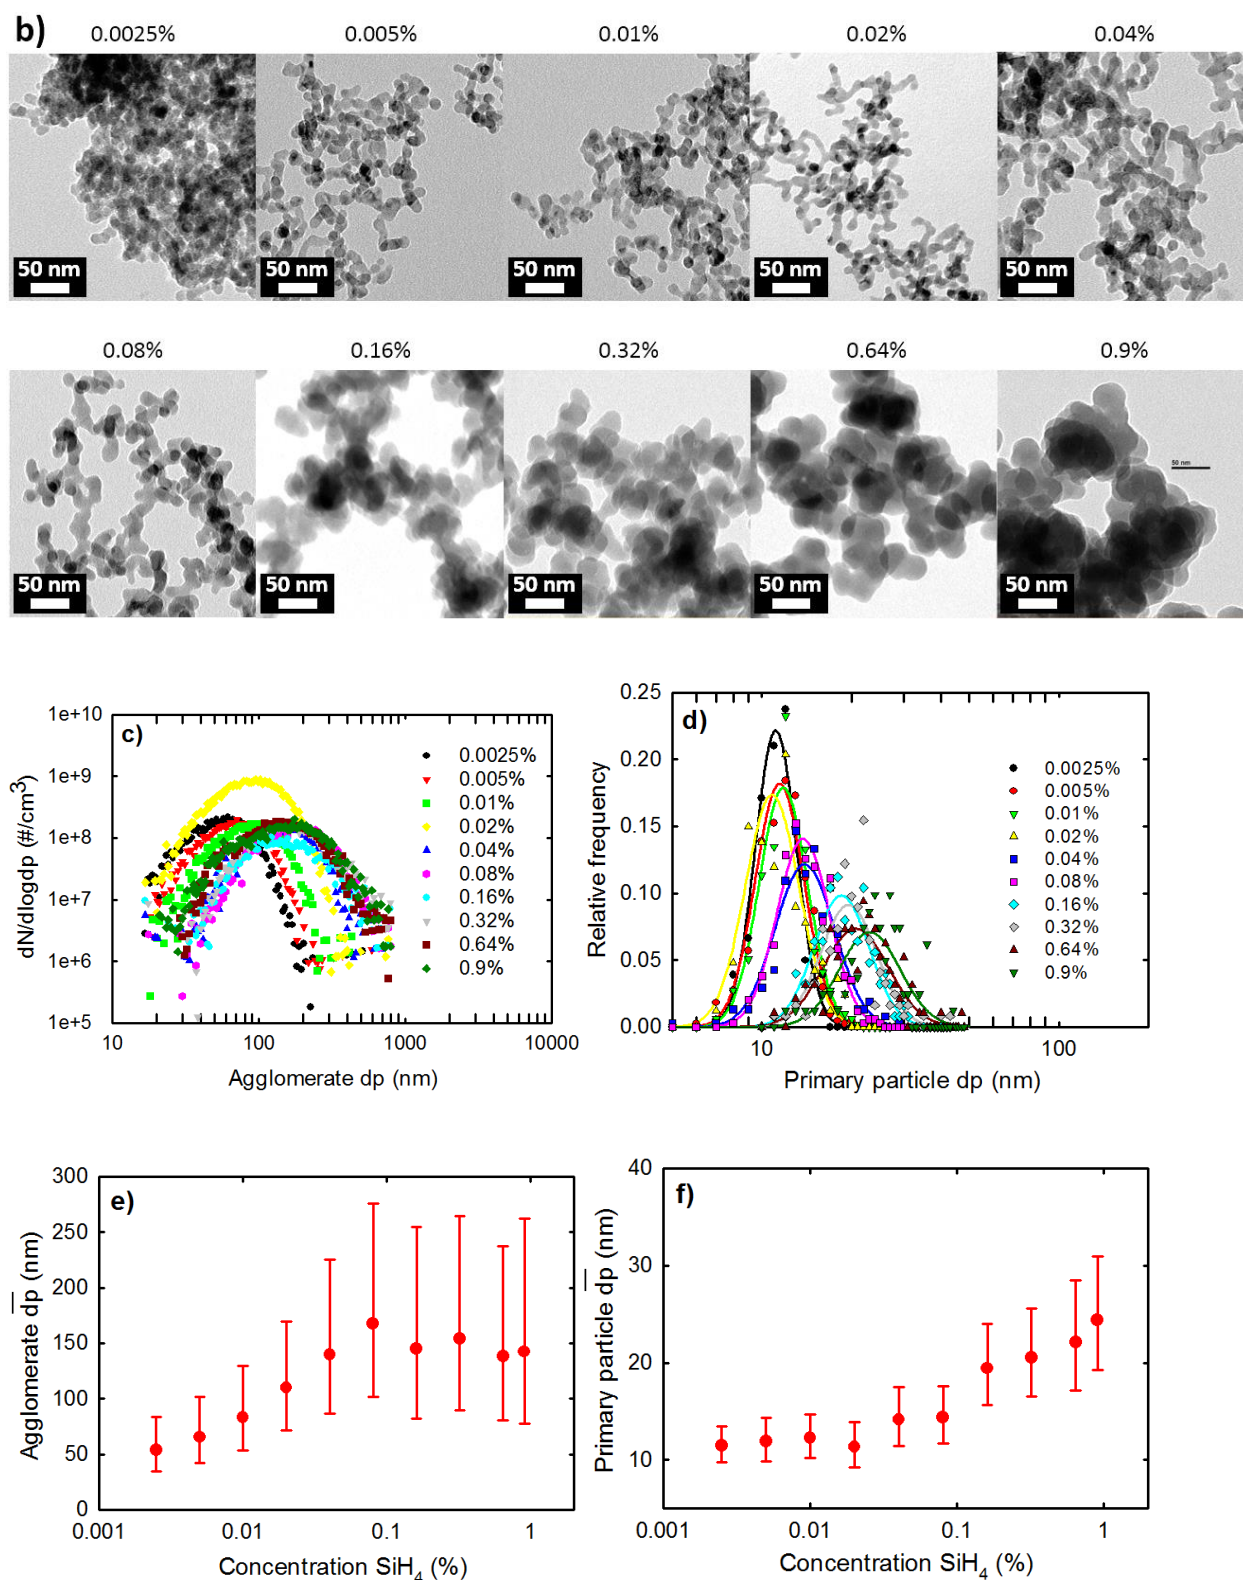 b)
0.0025% 0.005% 0.01% 0.02% 0.04%
50 nm 50 nm 50 nm 50 nm 50 nm
0.08% 0.16% 0.32% 0.64% 0.9%
50 nm
50 nm 50 nm 50 nm 50 nm 50 nm
c)
dN/dlogdp (#/cm3)
1e+10
1e+9
1e+8
1e+7
1e+6
1e+5
10 100 1000 10000
Agglomerate dp (nm)
0.0025%
0.005%
0.01%
0.02%
0.04%
0.08%
0.16%
0.32%
0.64%
0.9%
d)
Relative frequency
0.25
0.20
0.15
0.10
0.05
0.00
10 100
Primary particle dp (nm)
0.0025%
0.005%
0.01%
0.02%
0.04%
0.08%
0.16%
0.32%
0.64%
0.9%
e)
Agglomerate dp (nm)
300
250
200
150
100
50
0
0.001 0.01 0.1 1
Concentration SiH4 (%)
f)
Primary particle dp (nm)
40
30
20
10
0.001 0.01 0.1 1
Concentration SiH4 (%)